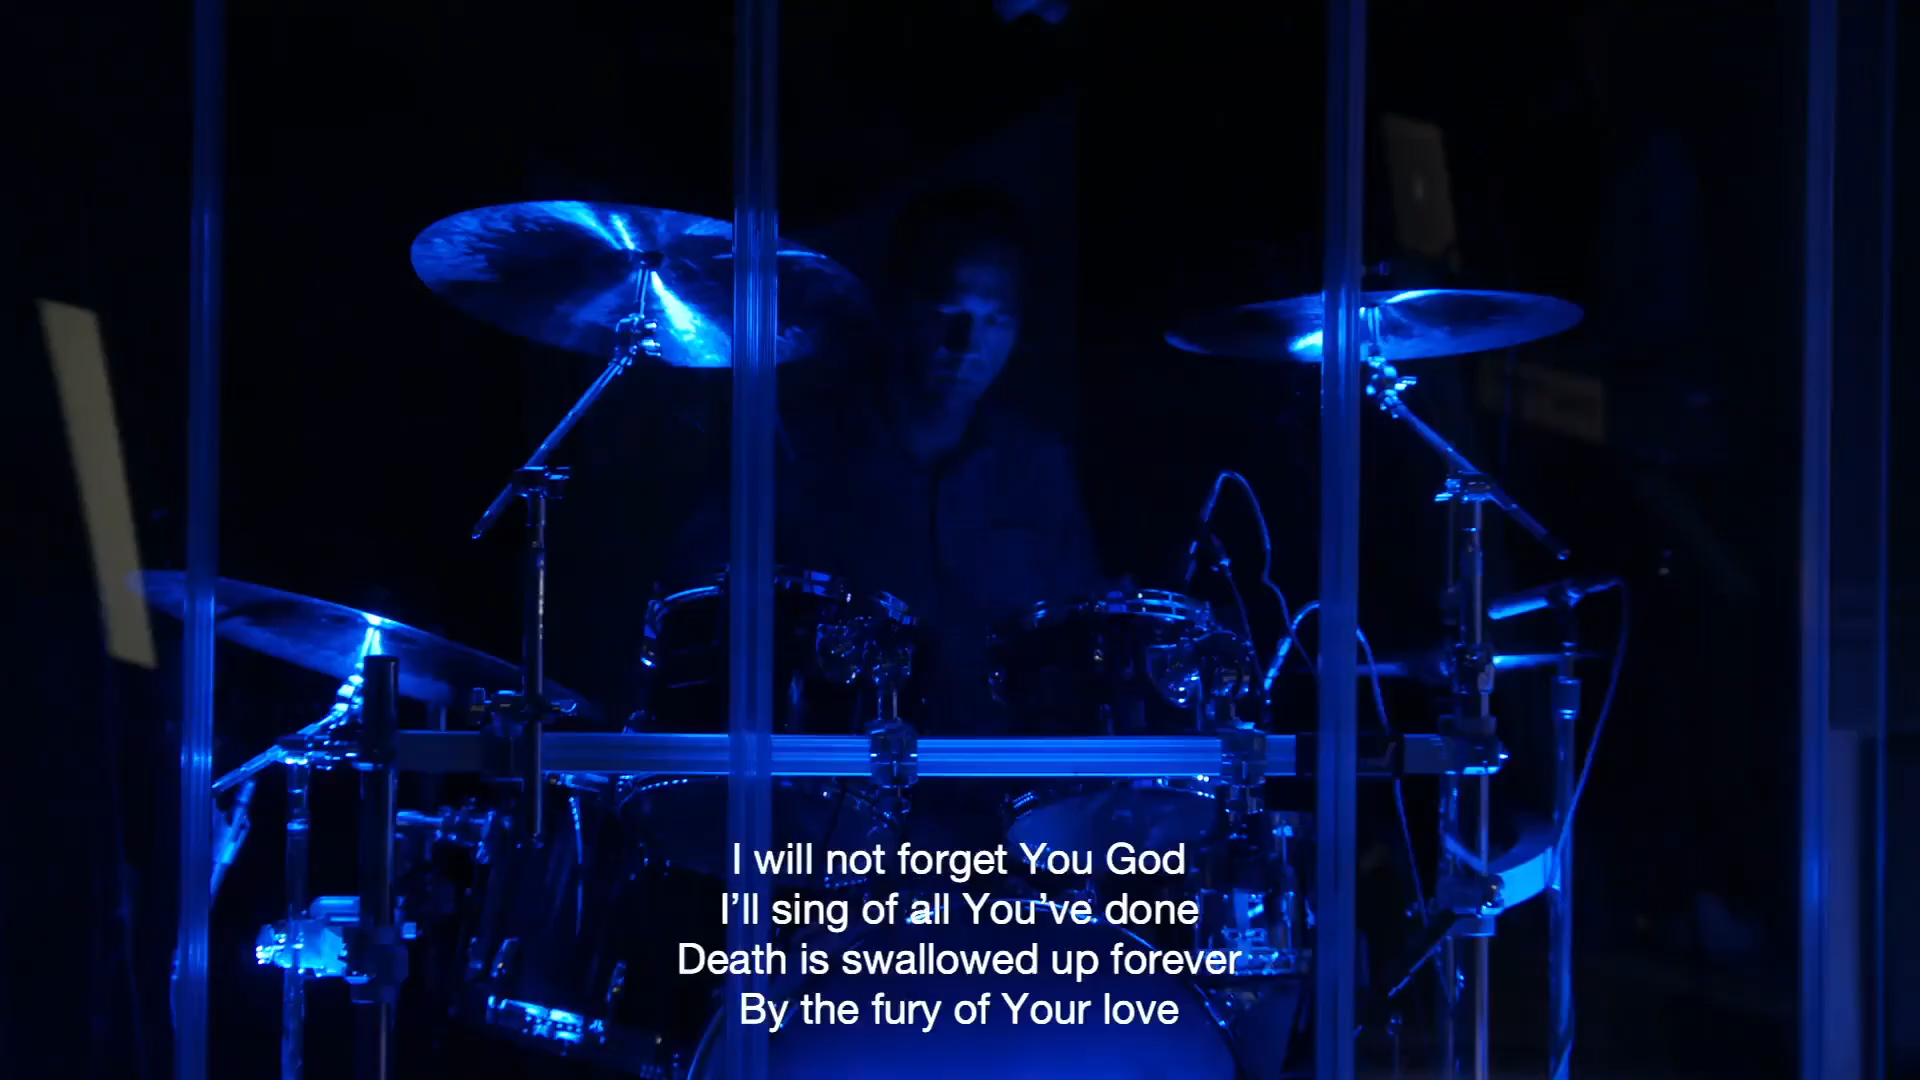 I will not forget You God
I’ll sing of all You’ve done
Death is swallowed up forever
By the fury of Your love